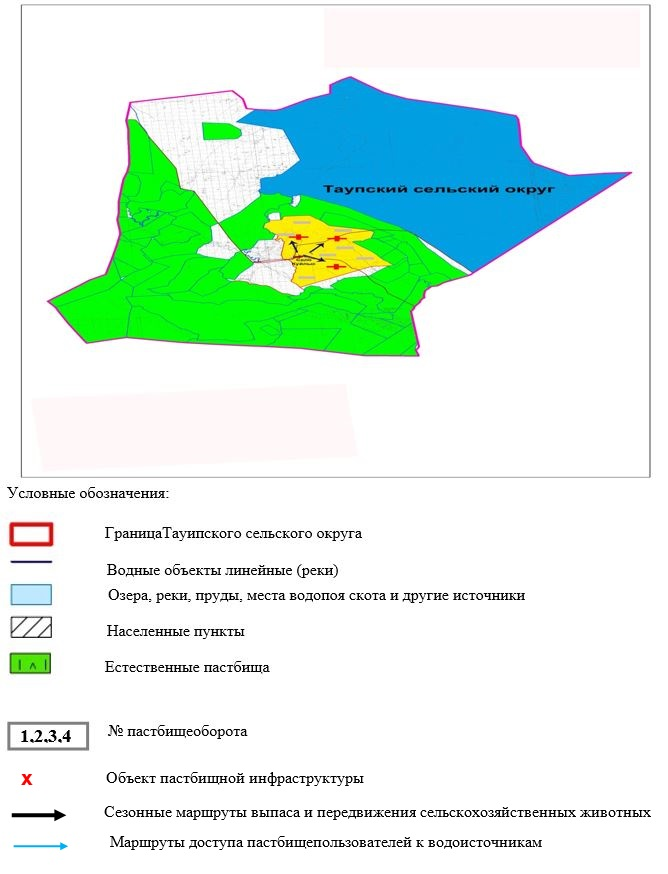 Таупский сельский округ
Село
Условные обозначения:
ГраницаТауипского сельского округа
Водные объекты линейные (реки)
Озера, реки, пруды, места водопоя скота и другие источники
Населенные пункты
Естественные пастбища
1,2,3,4 № пастбищеоборота
x Объект пастбищной инфраструктуры
Сезонные маршруты выпаса и передвижения сельскохозяйственных животных
Маршруты доступа пастбищепользователей к водоисточникам